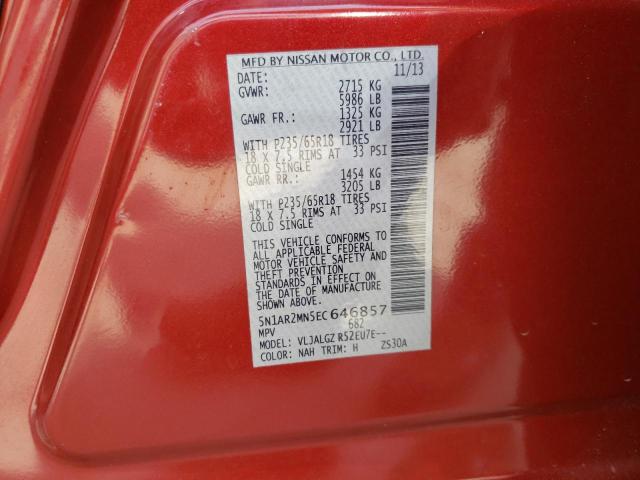 MFD BY NISSAN MOTOR CO., LTD.
DATE: 11/13
GVWR: 2715 KG
5986 LB
GAWR FR.: 1325 KG
2921 LB
WITH P235/65R18 TIRES
18 X 7.5 RIMS AT 33 PSI
COLD SINGLE
GAWR RR.: 1454 KG
3205 LB
WITH P235/65R18 TIRES
18 X 7.5 RIMS AT 33 PSI
COLD SINGLE
THIS VEHICLE CONFORMS TO
ALL APPLICABLE FEDERAL
MOTOR VEHICLE SAFETY AND
THEFT PREVENTION
STANDARDS IN EFFECT ON
THE DATE OF MANUFACTURE
SHOWN ABOVE.
5N1AR2MN5EC646857
MPV 682
MODEL: VLJALGZ R52EU7E--
COLOR: NAH TRIM: H ZS30A